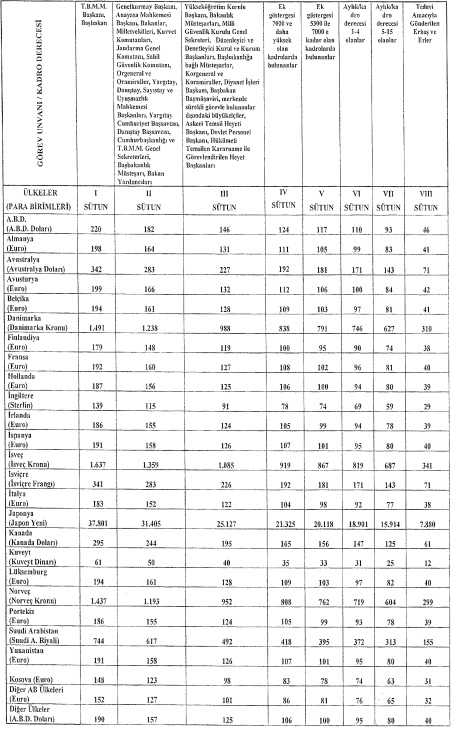 GÖREV UNVANI / KADRO DERECESİ
T.B.M.M.
Başkanı,
Başbakan
Genelkurmay Başkanı,
Anayasa Mahkemesi
Başkanı, Bakanlar,
Milletvekilleri, Kuvvet
Komutanları,
Jandarma Genel
Komutanı, Sahil
Güvenlik Komutanı,
Orgeneral ve
Oramiraller, Yargıtay,
Danıştay, Sayıştay ve
Uyuşmazlık
Mahkemesi
Başkanları, Yargıtay
Cumhuriyet Başsavcısı,
Danıştay Başsavcısı,
Cumhurbaşkanlığı ve
T.B.M.M. Genel
Sekreterleri,
Başbakanlık
Müsteşarı, Bakan
Yardımcıları
Yükseköğretim Kurulu
Başkanı, Bakanlık
Müsteşarları, Milli
Güvenlik Kurulu Genel
Sekreteri, Düzenleyici ve
Denetleyici Kurul ve Kurum
Başkanları, Başbakanlığa
bağlı Müsteşarlar,
Korgeneral ve
Koramiraller, Diyanet İşleri
Başkanı, Başbakan
Başmüşaviri, merkezde
sürekli görevle bulunanlar
dışındaki büyükelçiler,
Askeri Temsil Heyeti
Başkanı, Devlet Personel
Başkanı, Hükümeti
Temsilen Kararname ile
Görevlendirilen Heyet
Başkanları
Ek
göstergesi
7000 ve
daha
yüksek
olan
kadrolarda
bulunanlar
Ek
göstergesi
5300 ile
7000 e
kadar olan
kadrolarda
bulunanlar
Aylık/ka
dro
derecesi
1-4
olanlar
Aylık/ka
dro
derecesi
5-15
olanlar
Tedavi
Amacıyla
Gönderilen
Erbaş ve
Erler
ÜLKELER I II III IV V VI VII VIII
(PARA BİRİMLERİ) SÜTUN SÜTUN SÜTUN SÜTUN SÜTUN SÜTUN SÜTUN SÜTUN
A.B.D.
(A.B.D. Doları) 220 182 146 124 117 110 93 46
Almanya
(Euro) 198 164 131 111 105 99 83 41
Avustralya
(Avustralya Doları) 342 283 227 192 181 171 143 71
Avusturya
(Euro) 199 166 132 112 106 100 84 42
Belçika
(Euro) 194 161 128 109 103 97 81 41
Danimarka
(Danimarka Kronu) 1.491 1.238 988 838 791 746 627 310
Finlandiya
(Euro) 179 148 119 100 95 90 74 38
Fransa
(Euro) 192 160 127 108 102 96 81 40
Hollanda
(Euro) 187 156 125 106 100 94 80 39
İngiltere
(Sterlin) 139 115 91 78 74 69 59 29
İrlanda
(Euro) 186 155 124 105 99 94 78 39
İspanya
(Euro) 191 158 126 107 101 95 80 40
İsveç
(İsveç Kronu) 1.637 1.359 1.085 919 867 819 687 341
İsviçre
(İsviçre Frangı) 341 283 226 192 181 171 143 71
İtalya
(Euro) 183 152 122 104 98 92 77 38
Japonya
(Japon Yeni) 37.801 31.405 25.127 21.325 20.118 18.901 15.914 7.880
Kanada
(Kanada Doları) 295 244 195 165 156 147 125 61
Kuveyt
(Kuveyt Dinarı) 61 50 40 35 33 31 25 12
Lüksemburg
(Euro) 194 161 128 109 103 97 82 40
Norveç
(Norveç Kronu) 1.437 1.193 952 808 762 719 604 299
Portekiz
(Euro) 186 155 124 105 99 93 78 39
Suudi Arabistan
(Suudi A. Riyali) 744 617 492 418 395 372 313 155
Yunanistan
(Euro) 191 158 126 107 101 95 80 40
Kosova (Euro) 148 123 98 83 78 74 63 31
Diğer AB Ülkeleri
(Euro) 152 127 101 86 81 76 65 32
Diğer Ülkeler
(A.B.D. Doları) 190 157 125 106 100 95 80 40